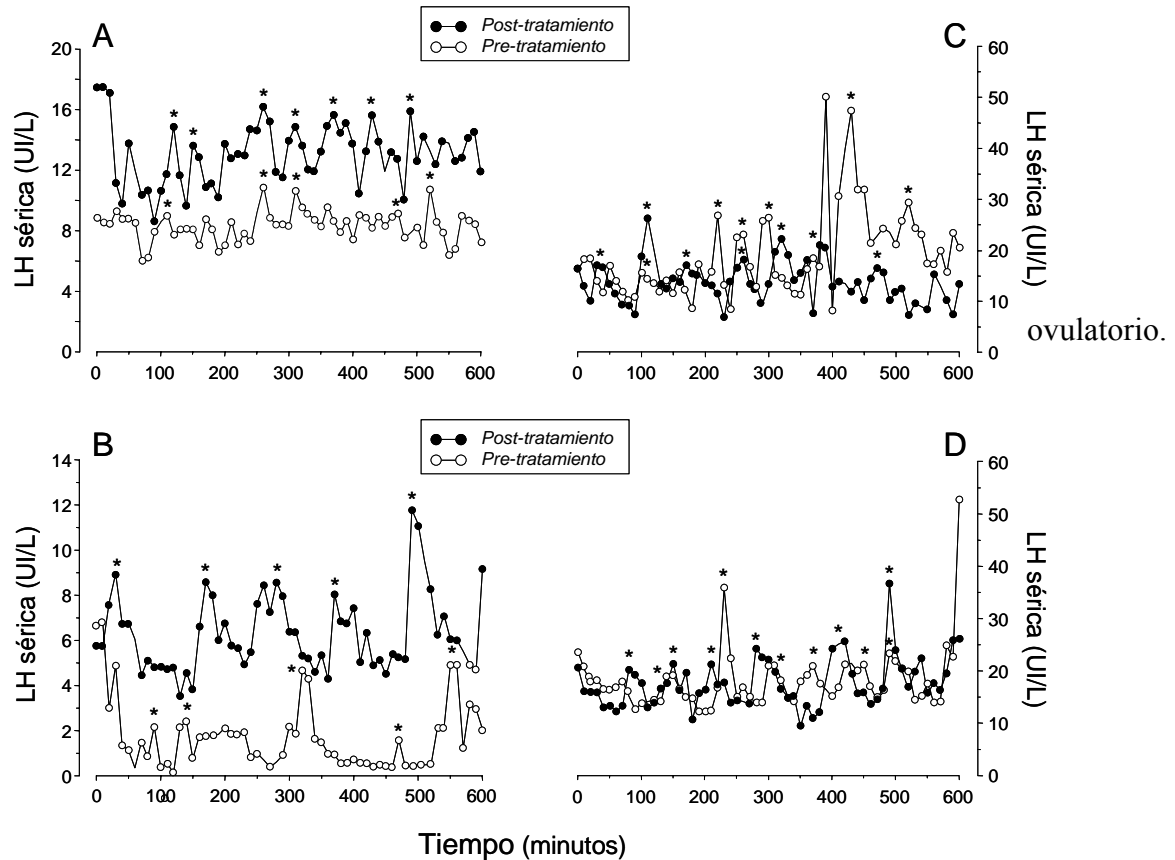 A
Post-tratamiento
Pre-tratamiento
C
20
16
12
8
4
0
LH sérica (UI/L)
* * * * * * *
* * * * *
0 100 200 300 400 500 600
60
50
40
30
20
10
0
LH sérica (UI/L)
0 100 200 300 400 500 600
ovulatorio.
B
Post-tratamiento
Pre-tratamiento
D
14
12
10
8
6
4
2
0
LH sérica (UI/L)
0 100 200 300 400 500 600
60
50
40
30
20
10
0
LH sérica (UI/L)
0 100 200 300 400 500 600
Tiempo (minutos)